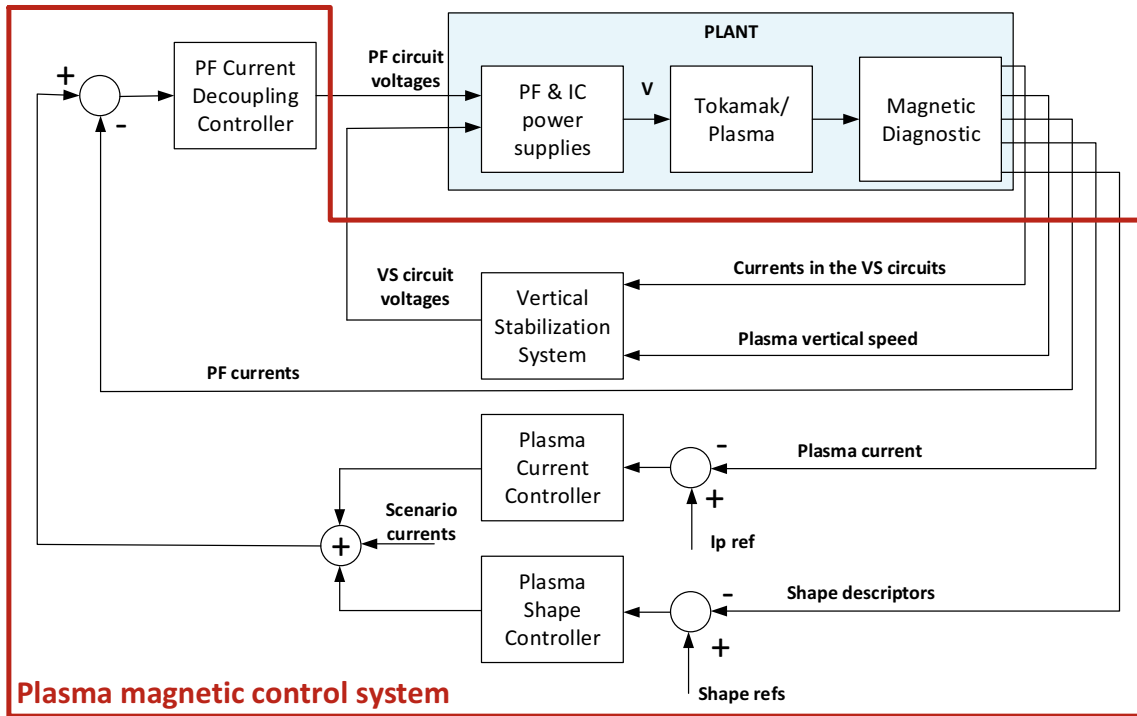 PLANT
PF Current
Decoupling
Controller
+
-
PF circuit
voltages
PF & IC
power
supplies
V
Tokamak/
Plasma
Magnetic
Diagnostic
VS circuit
voltages
Vertical
Stabilization
System
Currents in the VS circuits
Plasma vertical speed
PF currents
Plasma
Current
Controller
-
+
Plasma current
Ip ref
Scenario
currents
+
Plasma
Shape
Controller
-
+
Shape descriptors
Shape refs
Plasma magnetic control system